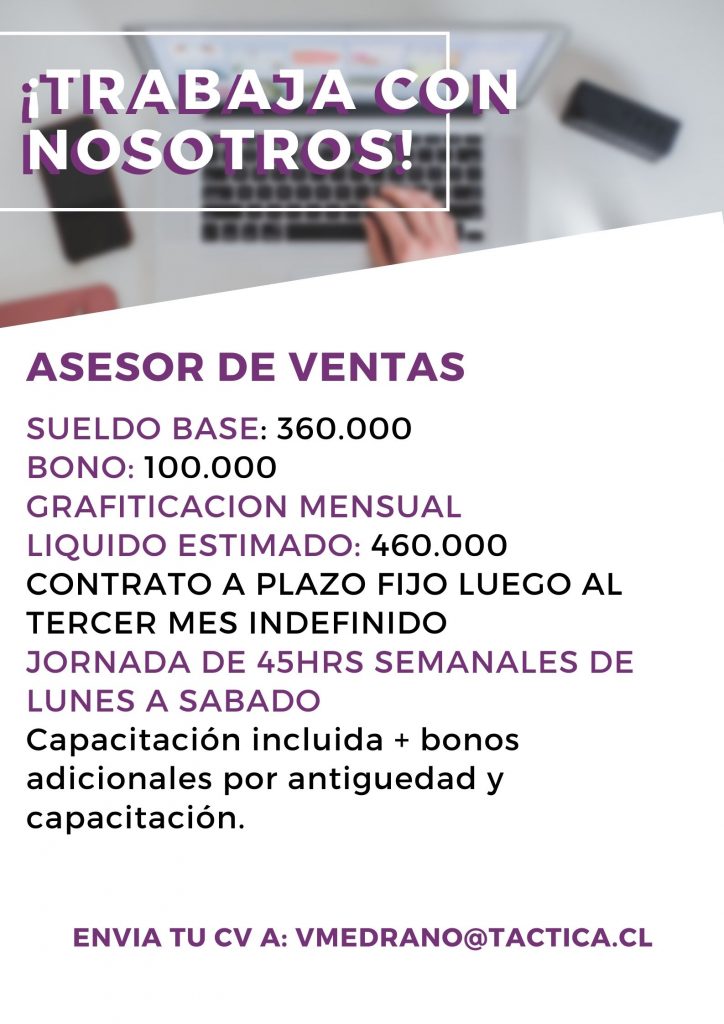 ¡TRABAJA CON
NOSOTROS!
ASESOR DE VENTAS
SUELDO BASE: 360.000
BONO: 100.000
GRAFITICACION MENSUAL
LIQUIDO ESTIMADO: 460.000
CONTRATO A PLAZO FIJO LUEGO AL
TERCER MES INDEFINIDO
JORNADA DE 45HRS SEMANALES DE
LUNES A SABADO
Capacitación incluida + bonos
adicionales por antiguedad y
capacitación.
ENVIA TU CV A: VMEDRANO@TACTICA.CL